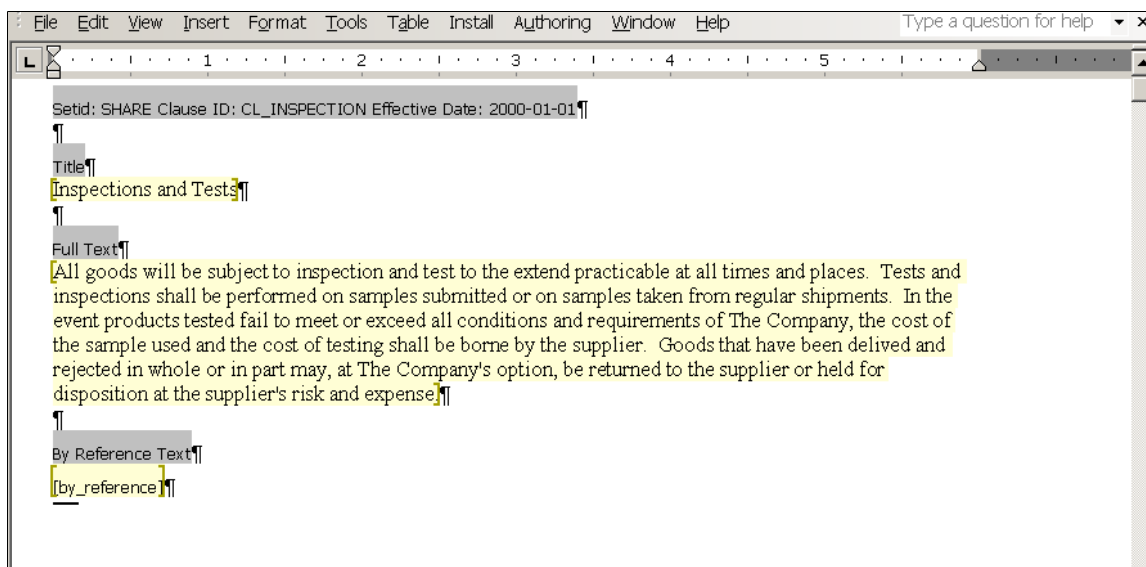 File Edit View Insert Format Tools Table Install Authoring Window Help Type a question for help
L 1 2 3 4 5
Setid: SHARE Clause ID: CL_INSPECTION Effective Date: 2000-01-01¶
¶
Title¶
[Inspections and Tests]¶
¶
Full Text¶
[All goods will be subject to inspection and test to the extend practicable at all times and places. Tests and
inspections shall be performed on samples submitted or on samples taken from regular shipments. In the
event products tested fail to meet or exceed all conditions and requirements of The Company, the cost of
the sample used and the cost of testing shall be borne by the supplier. Goods that have been delived and
rejected in whole or in part may, at The Company's option, be returned to the supplier or held for
disposition at the supplier's risk and expense.]¶
¶
By Reference Text¶
[[by_reference]]¶